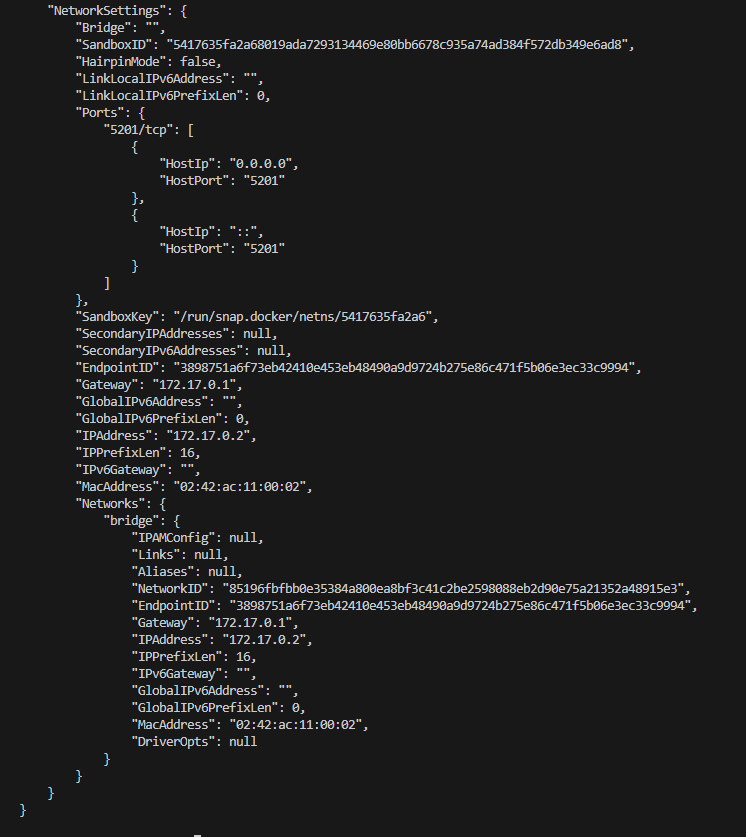 "NetworkSettings": {
"Bridge": "",
"SandboxID": "5417635fa2a68019ada7293134469e80bb6678c935a74ad384f572db349e6ad8",
"HairpinMode": false,
"LinkLocalIPv6Address": "",
"LinkLocalIPv6PrefixLen": 0,
"Ports": {
"5201/tcp": [
{
"HostIp": "0.0.0.0",
"HostPort": "5201"
},
{
"HostIp": "::",
"HostPort": "5201"
}
]
},
"SandboxKey": "/run/snap.docker/netns/5417635fa2a6",
"SecondaryIPAddresses": null,
"SecondaryIPv6Addresses": null,
"EndpointID": "3898751a6f73eb42410e453eb48490a9d9724b275e86c471f5b06e3ec33c9994",
"Gateway": "172.17.0.1",
"GlobalIPv6Address": "",
"GlobalIPv6PrefixLen": 0,
"IPAddress": "172.17.0.2",
"IPPrefixLen": 16,
"IPv6Gateway": "",
"MacAddress": "02:42:ac:11:00:02",
"Networks": {
"bridge": {
"IPAMConfig": null,
"Links": null,
"Aliases": null,
"NetworkID": "85196fbfbb0e35384a800ea8bf3c41c2be2598088eb2d90e75a21352a48915e3",
"EndpointID": "3898751a6f73eb42410e453eb48490a9d9724b275e86c471f5b06e3ec33c9994",
"Gateway": "172.17.0.1",
"IPAddress": "172.17.0.2",
"IPPrefixLen": 16,
"IPv6Gateway": "",
"GlobalIPv6Address": "",
"GlobalIPv6PrefixLen": 0,
"MacAddress": "02:42:ac:11:00:02",
"DriverOpts": null
}
}
}
}